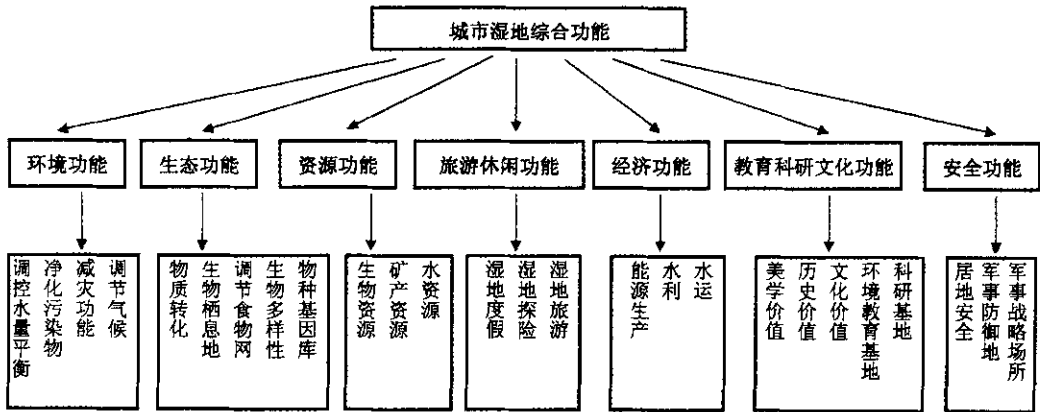 城市湿地综合功能
环境功能
生态功能
资源功能
旅游休闲功能
经济功能
教育科研文化功能
安全功能
调节气候
减灾功能
净化污染物
调控水量平衡
物种基因库
生物多样性
调节食物网
生物栖息地
物质转化
水资源
矿产资源
生物资源
湿地旅游
湿地探险
湿地度假
水运
水利
能源生产
科研基地
环境教育基地
文化价值
历史价值
美学价值
军事战略场所
军事防御地
居地安全